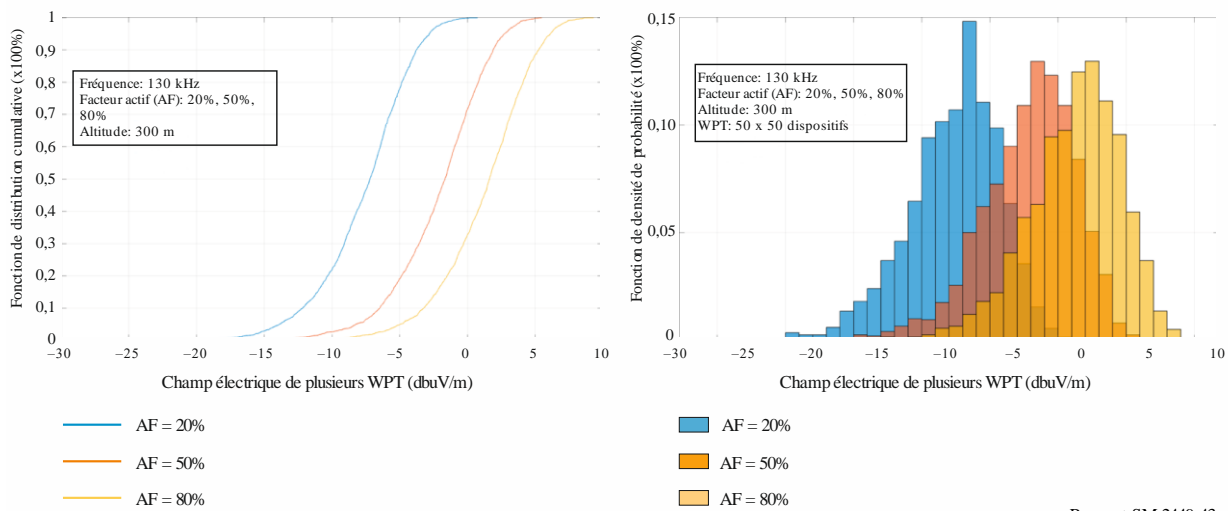 Fonction de distribution cumulative (x100%)
1
0,9
0,8
0,7
0,6
0,5
0,4
0,3
0,2
0,1
0
Fréquence: 130 kHz
Facteur actif (AF): 20%, 50%,
80%
Altitude: 300 m
−30 −25 −20 −15 −10 −5 0 5 10
Champ électrique de plusieurs WPT (dbuV/m)
AF = 20%
AF = 50%
AF = 80%
Fonction de densité de probabilité (x100%)
0,15
0,10
0,05
0
Fréquence: 130 kHz
Facteur actif (AF): 20%, 50%, 80%
Altitude: 300 m
WPT: 50 x 50 dispositifs
−30 −25 −20 −15 −10 −5 0 5 10
Champ électrique de plusieurs WPT (dbuV/m)
AF = 20%
AF = 50%
AF = 80%